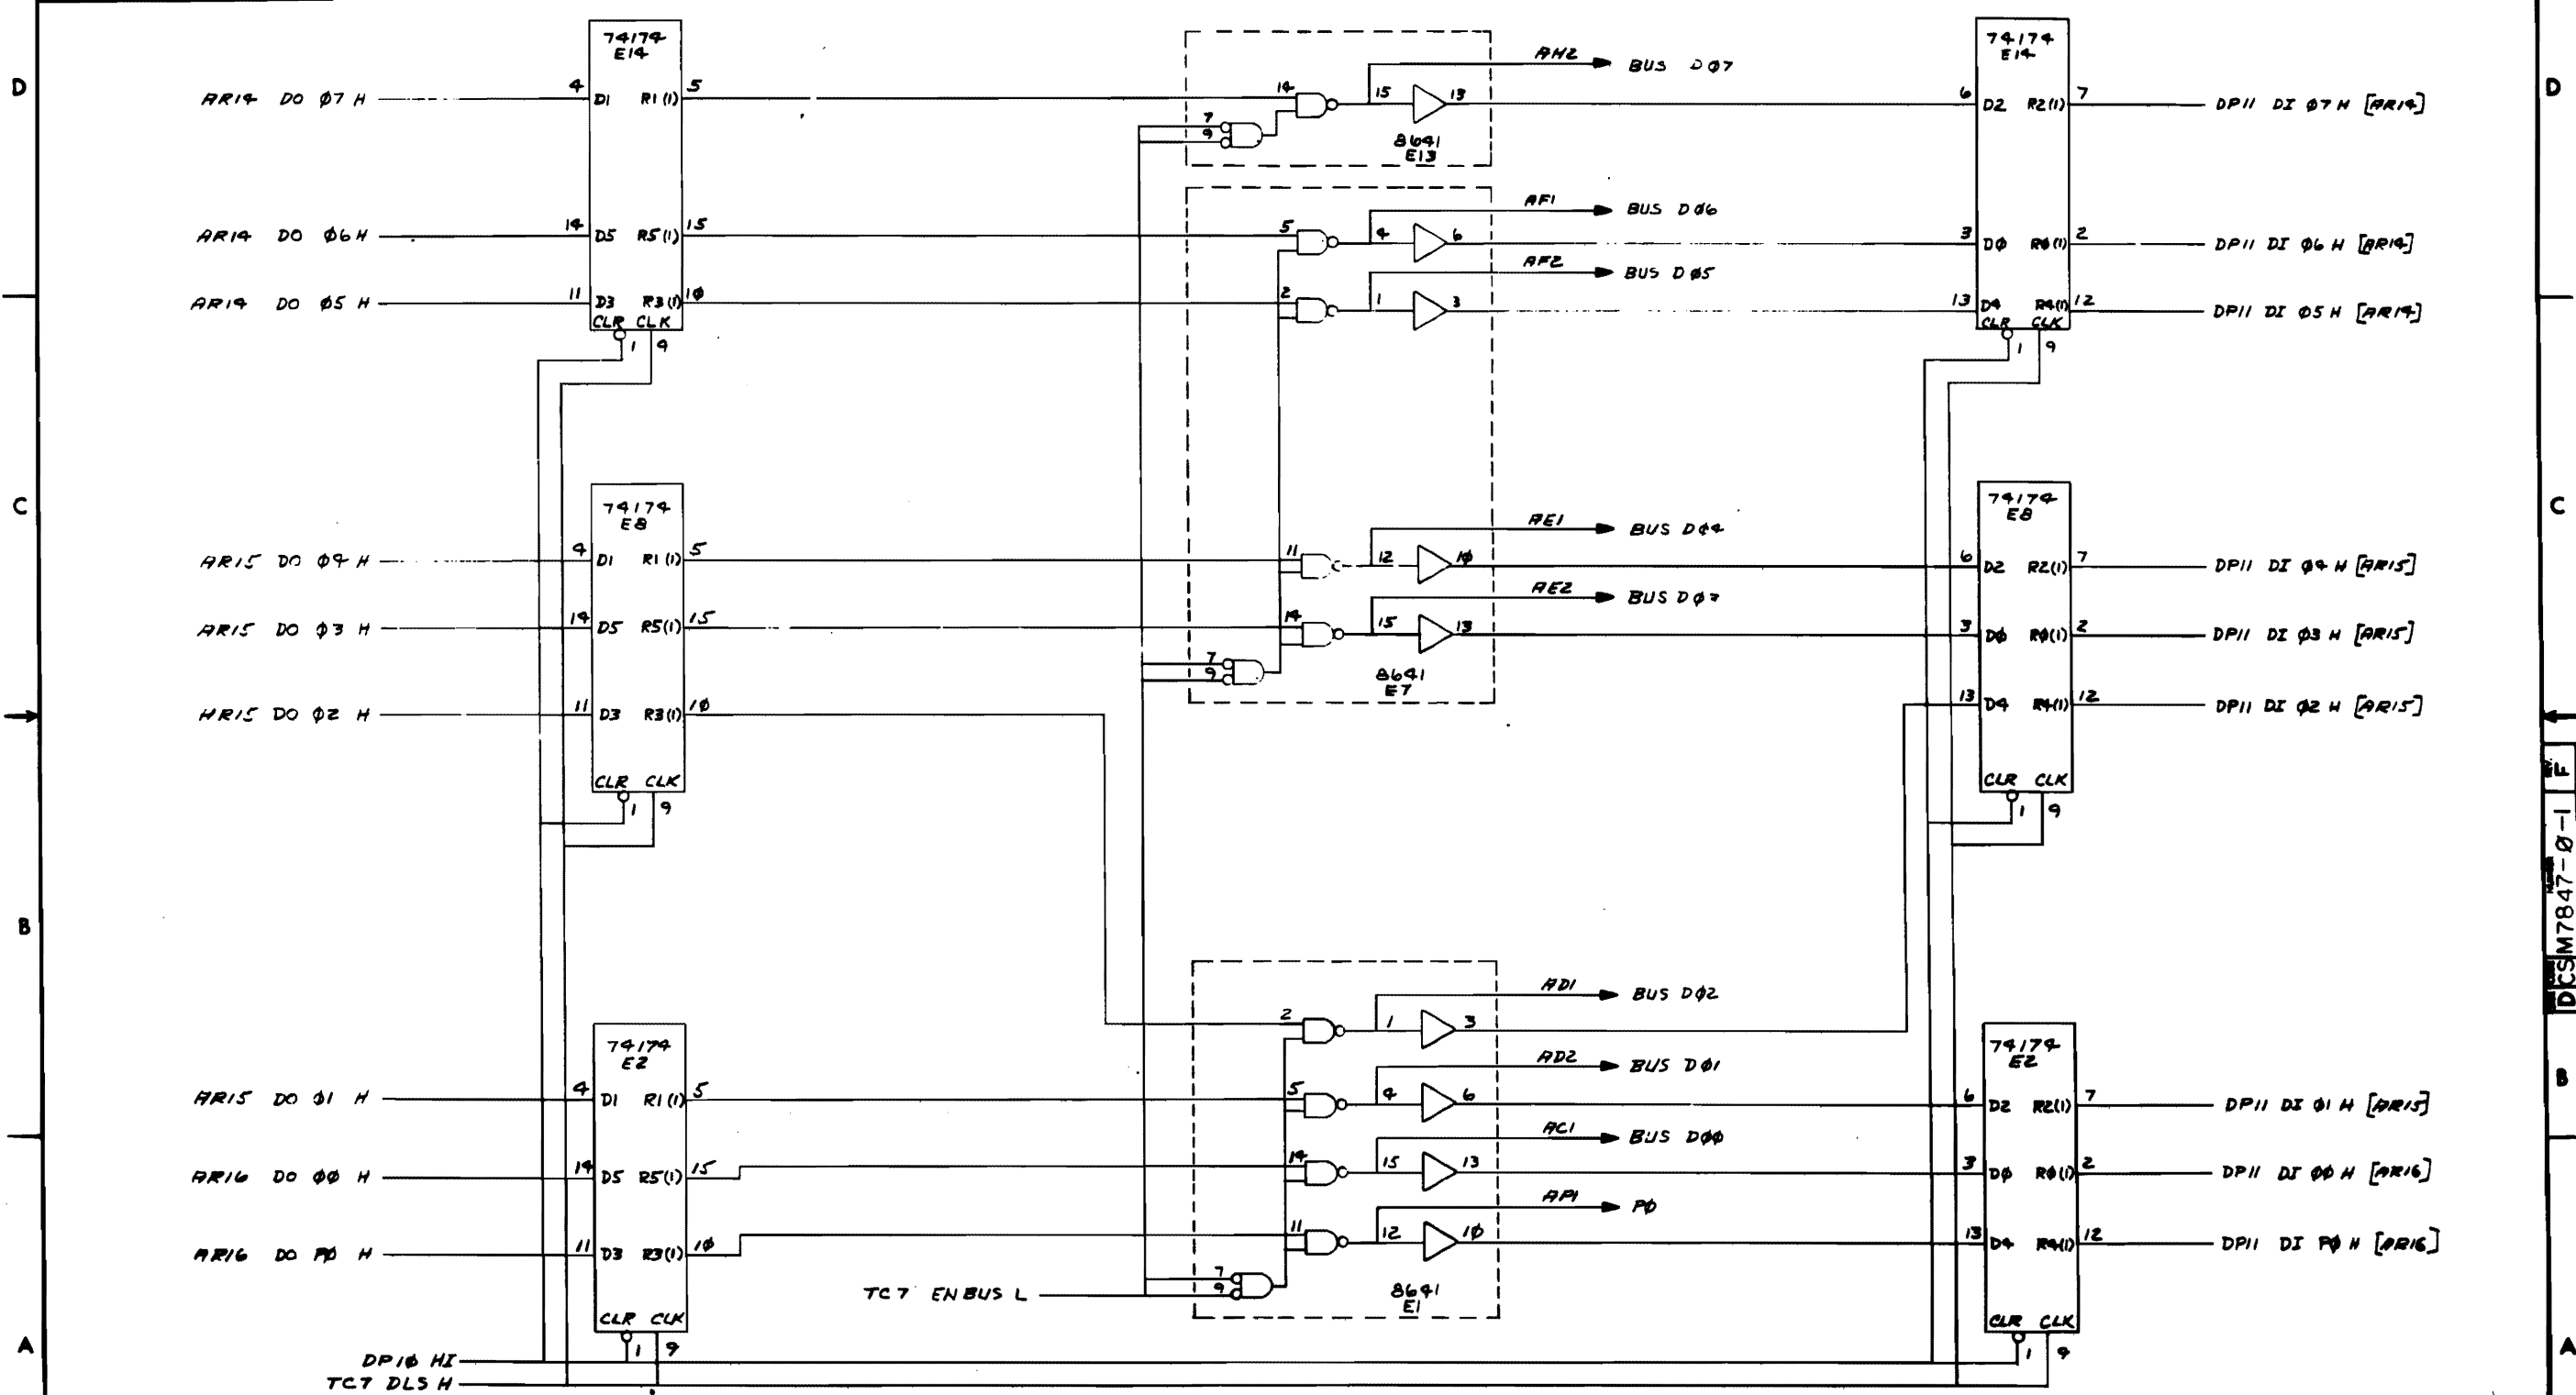 D
D
74174
E14
AR14 DO Ø7 H
4 D1 R1(1) 5
AR14 DO Ø6 H
14 D5 R5(1) 15
AR14 DO Ø5 H
11 D3 R3(1) 1Ø
CLR CLK
1 9
14
15
13
7
9
AH2
BUS DØ7
8641
E13
5
4
6
AF1
BUS DØ6
2
1
3
AF2
BUS DØ5
74174
E14
6 D2 R2(1) 7
DP11 DI Ø7 H [AR14]
3 DØ RØ(1) 2
DP11 DI Ø6 H [AR14]
13 D4 R4(1) 12
DP11 DI Ø5 H [AR14]
CLR CLK
1 9
C
C
74174
E8
AR15 DO Ø4 H
4 D1 R1(1) 5
AR15 DO Ø3 H
14 D5 R5(1) 15
AR15 DO Ø2 H
11 D3 R3(1) 1Ø
CLR CLK
1 9
11
12
1Ø
AE1
BUS DØ4
14
15
13
AE2
BUS DØ3
7
9
8641
E7
74174
E8
6 D2 R2(1) 7
DP11 DI Ø4 H [AR15]
3 DØ RØ(1) 2
DP11 DI Ø3 H [AR15]
13 D4 R4(1) 12
DP11 DI Ø2 H [AR15]
CLR CLK
1 9
F
M7847-Ø-1
CS
D
B
B
74174
E2
AR15 DO Ø1 H
4 D1 R1(1) 5
AR16 DO ØØ H
14 D5 R5(1) 15
AR16 DO PØ H
11 D3 R3(1) 1Ø
CLR CLK
1 9
2
1
3
AD1
BUS DØ2
5
4
6
AD2
BUS DØ1
14
15
13
AC1
BUS DØØ
11
12
1Ø
AP1
PØ
7
9
TC7 ENBUS L
8641
E1
74174
E2
6 D2 R2(1) 7
DP11 DI Ø1 H [AR15]
3 DØ RØ(1) 2
DP11 DI ØØ H [AR16]
13 D4 R4(1) 12
DP11 DI PØ H [AR16]
CLR CLK
1 9
A
A
DP1Ø HI
TC7 DLS H